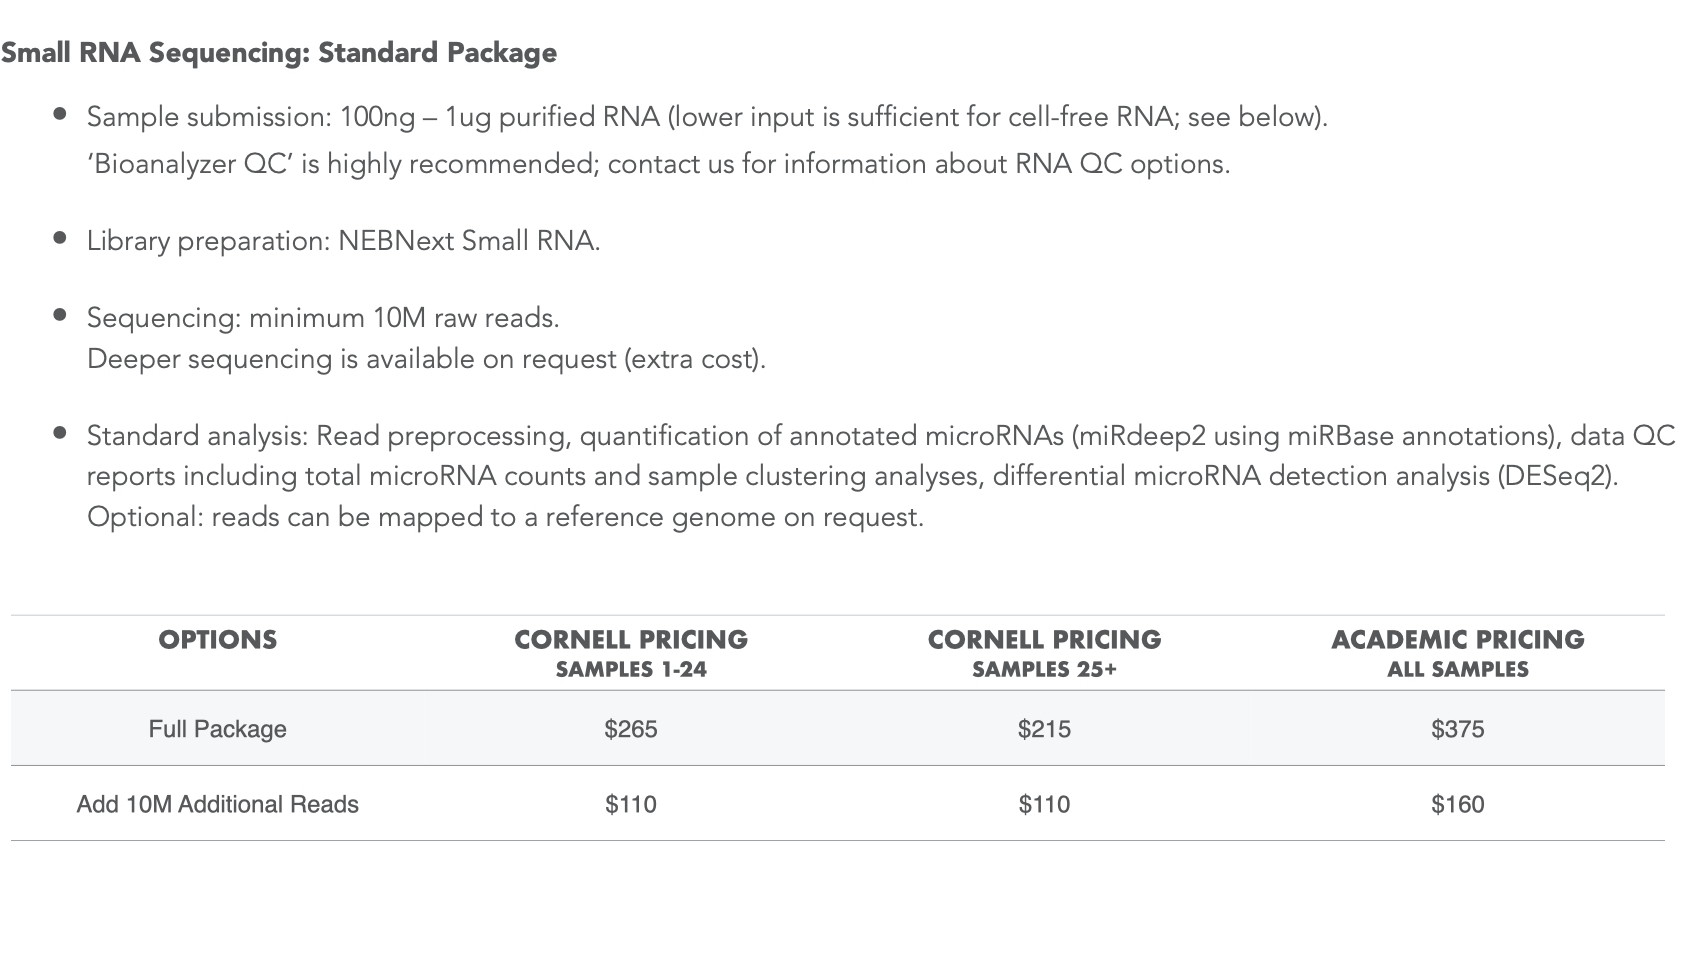 Small RNA Sequencing: Standard Package
• Sample submission: 100ng – 1ug purified RNA (lower input is sufficient for cell-free RNA; see below).
‘Bioanalyzer QC’ is highly recommended; contact us for information about RNA QC options.
• Library preparation: NEBNext Small RNA.
• Sequencing: minimum 10M raw reads.
Deeper sequencing is available on request (extra cost).
• Standard analysis: Read preprocessing, quantification of annotated microRNAs (miRdeep2 using miRBase annotations), data QC
reports including total microRNA counts and sample clustering analyses, differential microRNA detection analysis (DESeq2).
Optional: reads can be mapped to a reference genome on request.
OPTIONS CORNELL PRICING CORNELL PRICING ACADEMIC PRICING
SAMPLES 1-24 SAMPLES 25+ ALL SAMPLES
Full Package $265 $215 $375
Add 10M Additional Reads $110 $110 $160